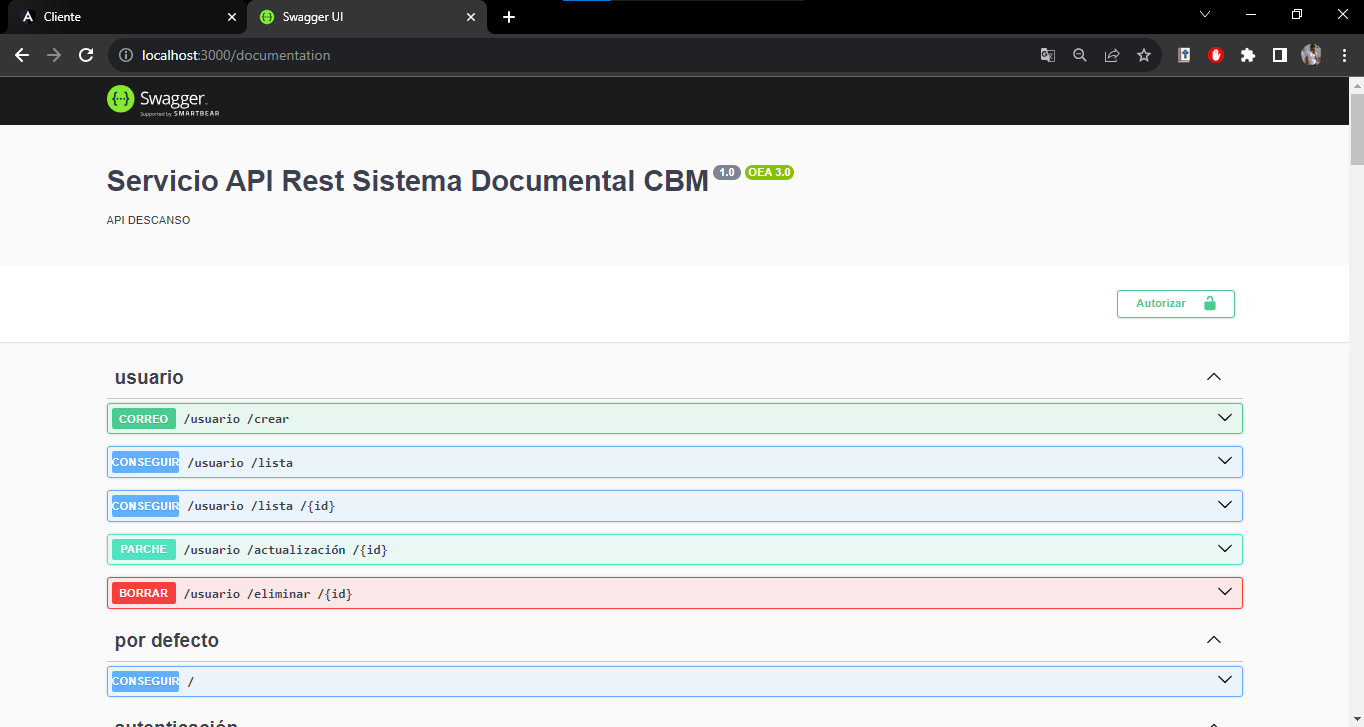 Cliente
Swagger UI
localhost:3000/documentation
Swagger
Supported by SMARTBEAR
Servicio API Rest Sistema Documental CBM 1.0 OEA 3.0
API DESCANSO
Autorizar
usuario
CORREO /usuario /crear
CONSEGUIR /usuario /lista
CONSEGUIR /usuario /lista /{id}
PARCHE /usuario /actualización /{id}
BORRAR /usuario /eliminar /{id}
por defecto
CONSEGUIR /
autenticación